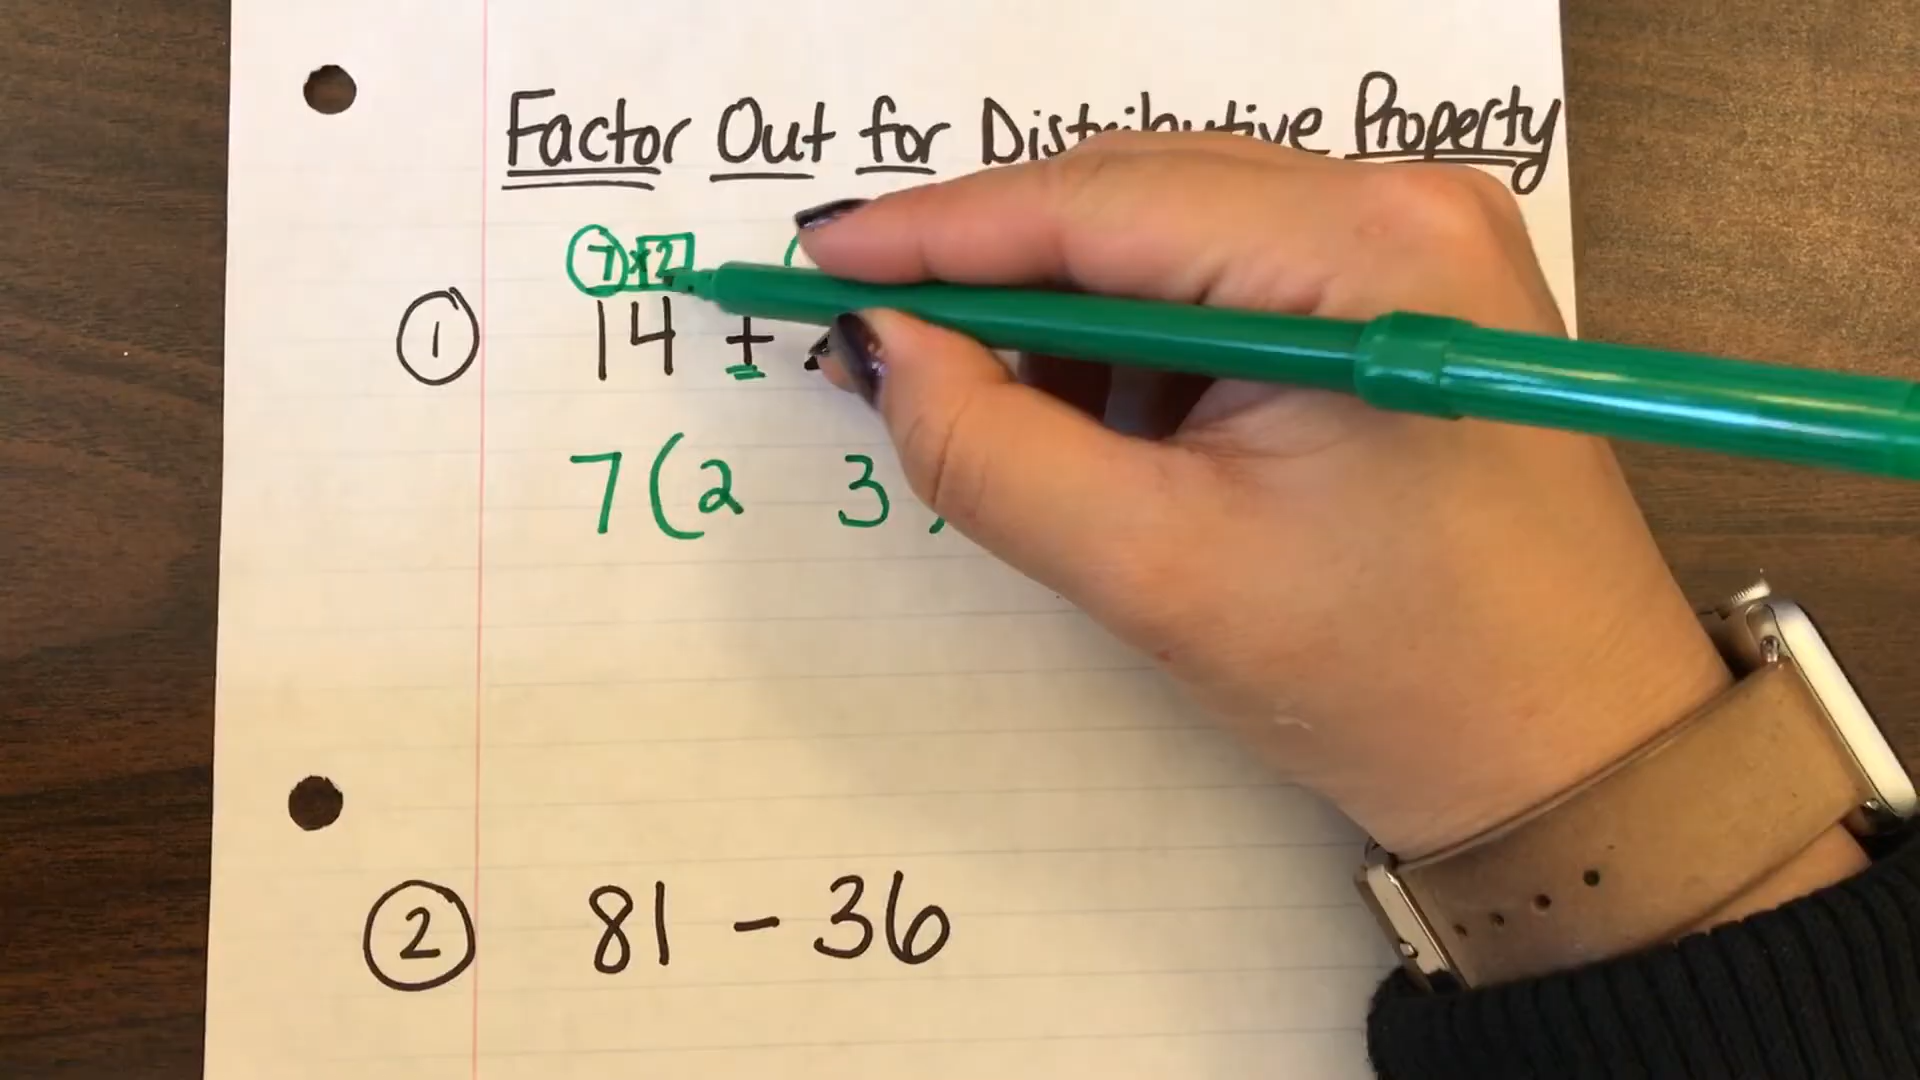 Factor Out for Distributive Property
7 x 2
1 14 +
7 ( 2 3
2 81 - 36